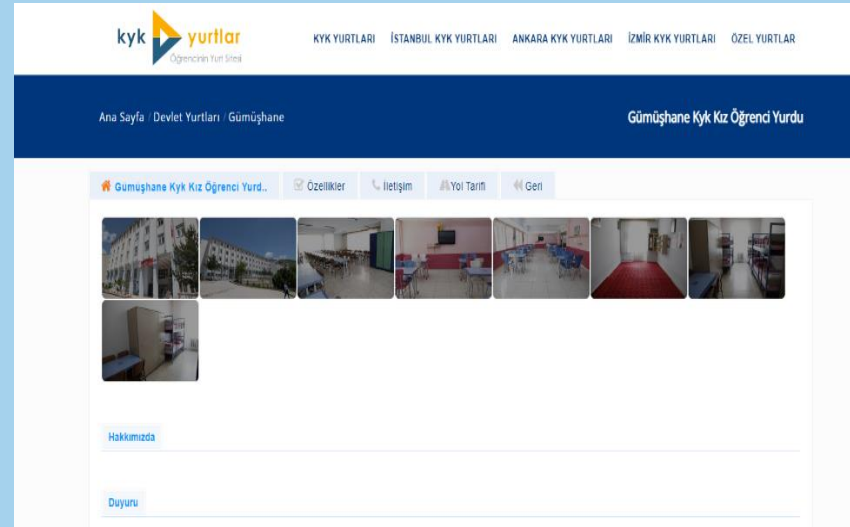 kyk yurtlar
Öğrencinin Yurt Sitesi
KYK YURTLARI İSTANBUL KYK YURTLARI ANKARA KYK YURTLARI İZMİR KYK YURTLARI ÖZEL YURTLAR
Ana Sayfa / Devlet Yurtları / Gümüşhane
Gümüşhane Kyk Kız Öğrenci Yurdu
Gümüşhane Kyk Kız Öğrenci Yurd.. Özellikler İletişim Yol Tarifi Geri
Hakkımızda
Duyuru